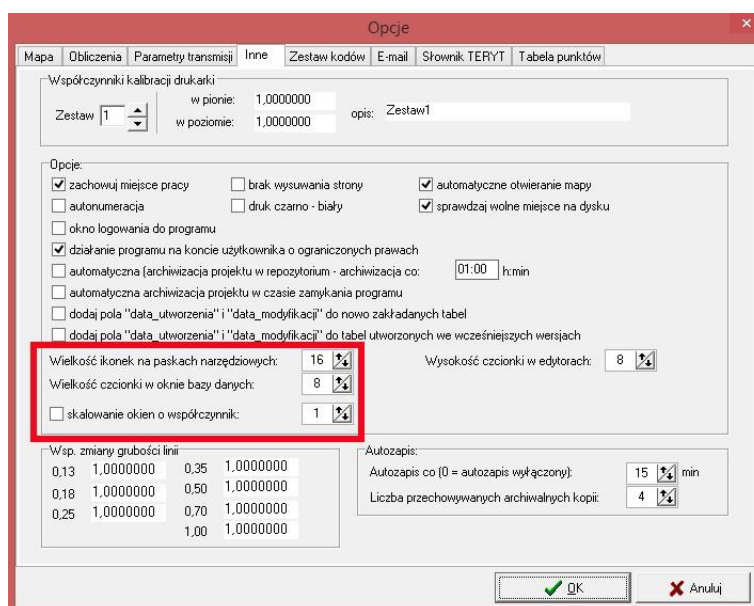 Opcje
Mapa Obliczenia Parametry transmisji Inne Zestaw kodów E-mail Słownik TERYT Tabela punktów
Współczynniki kalibracji drukarki
Zestaw 1 w pionie: 1,0000000 opis: Zestaw1
w poziomie: 1,0000000
Opcje:
zachowuj miejsce pracy brak wysuwania strony automatyczne otwieranie mapy
autonumeracja druk czarno - biały sprawdzaj wolne miejsce na dysku
okno logowania do programu
działanie programu na koncie użytkownika o ograniczonych prawach
automatyczna (archiwizacja projektu w repozytorium - archiwizacja co: 01:00 h:min
automatyczna archiwizacja projektu w czasie zamykania programu
dodaj pola "data_utworzenia" i "data_modyfikacji" do nowo zakładanych tabel
dodaj pola "data_utworzenia" i "data_modyfikacji" do tabel utworzonych we wcześniejszych wersjach
Wielkość ikonek na paskach narzędziowych: 16 Wysokość czcionki w edytorach: 8
Wielkość czcionki w oknie bazy danych: 8
skalowanie okien o współczynnik: 1
Wsp. zmiany grubości linii
0,13 1,0000000 0,35 1,0000000
0,18 1,0000000 0,50 1,0000000
0,25 1,0000000 0,70 1,0000000
1,00 1,0000000
Autozapis:
Autozapis co (0 = autozapis wyłączony): 15 min
Liczba przechowywanych archiwalnych kopii: 4
OK Anuluj